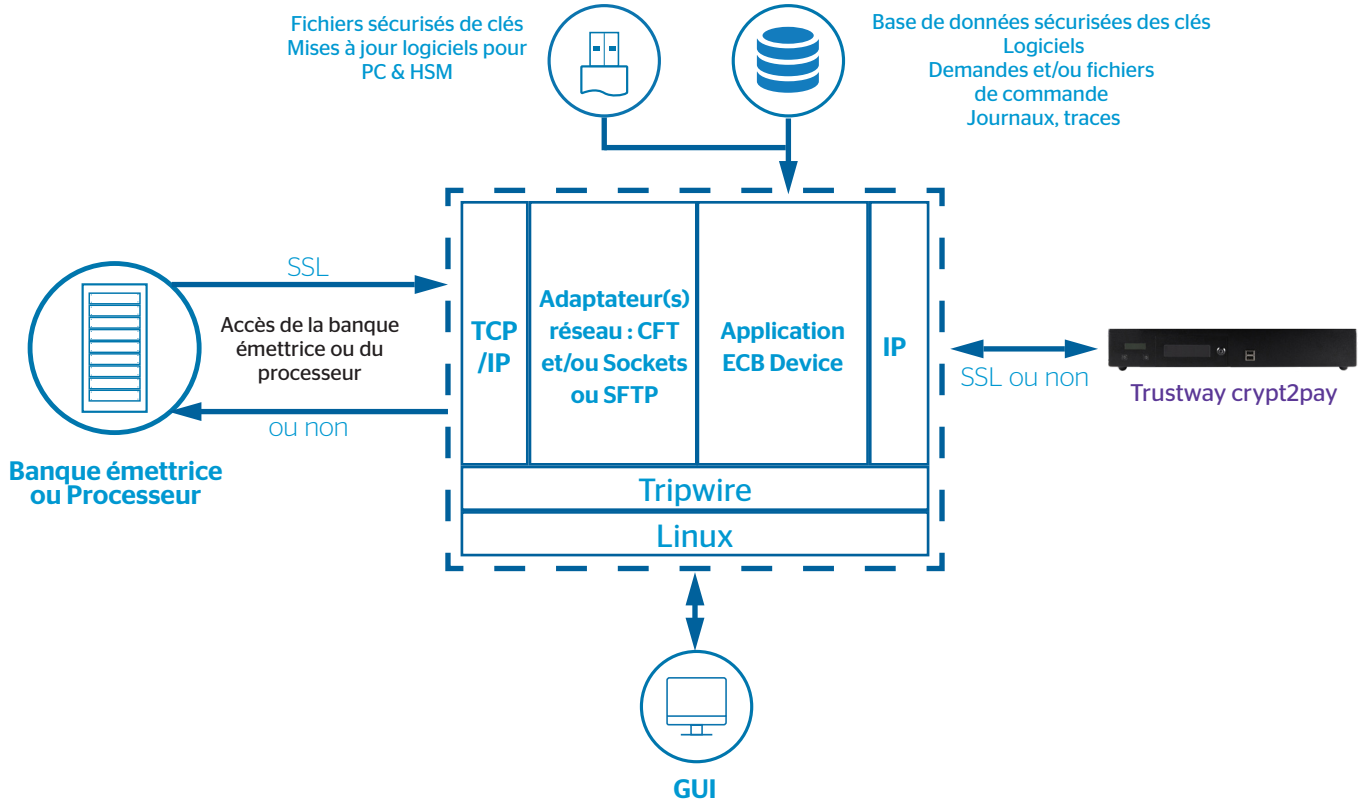 Fichiers sécurisés de clés
Mises à jour logiciels pour
PC & HSM
Base de données sécurisées des clés
Logiciels
Demandes et/ou fichiers
de commande
Journaux, traces
SSL
Accès de la banque
émettrice ou du
processeur
ou non
Banque émettrice
ou Processeur
TCP
/IP
Adaptateur(s)
réseau : CFT
et/ou Sockets
ou SFTP
Application
ECB Device
IP
SSL ou non
Trustway crypt2pay
Tripwire
Linux
GUI